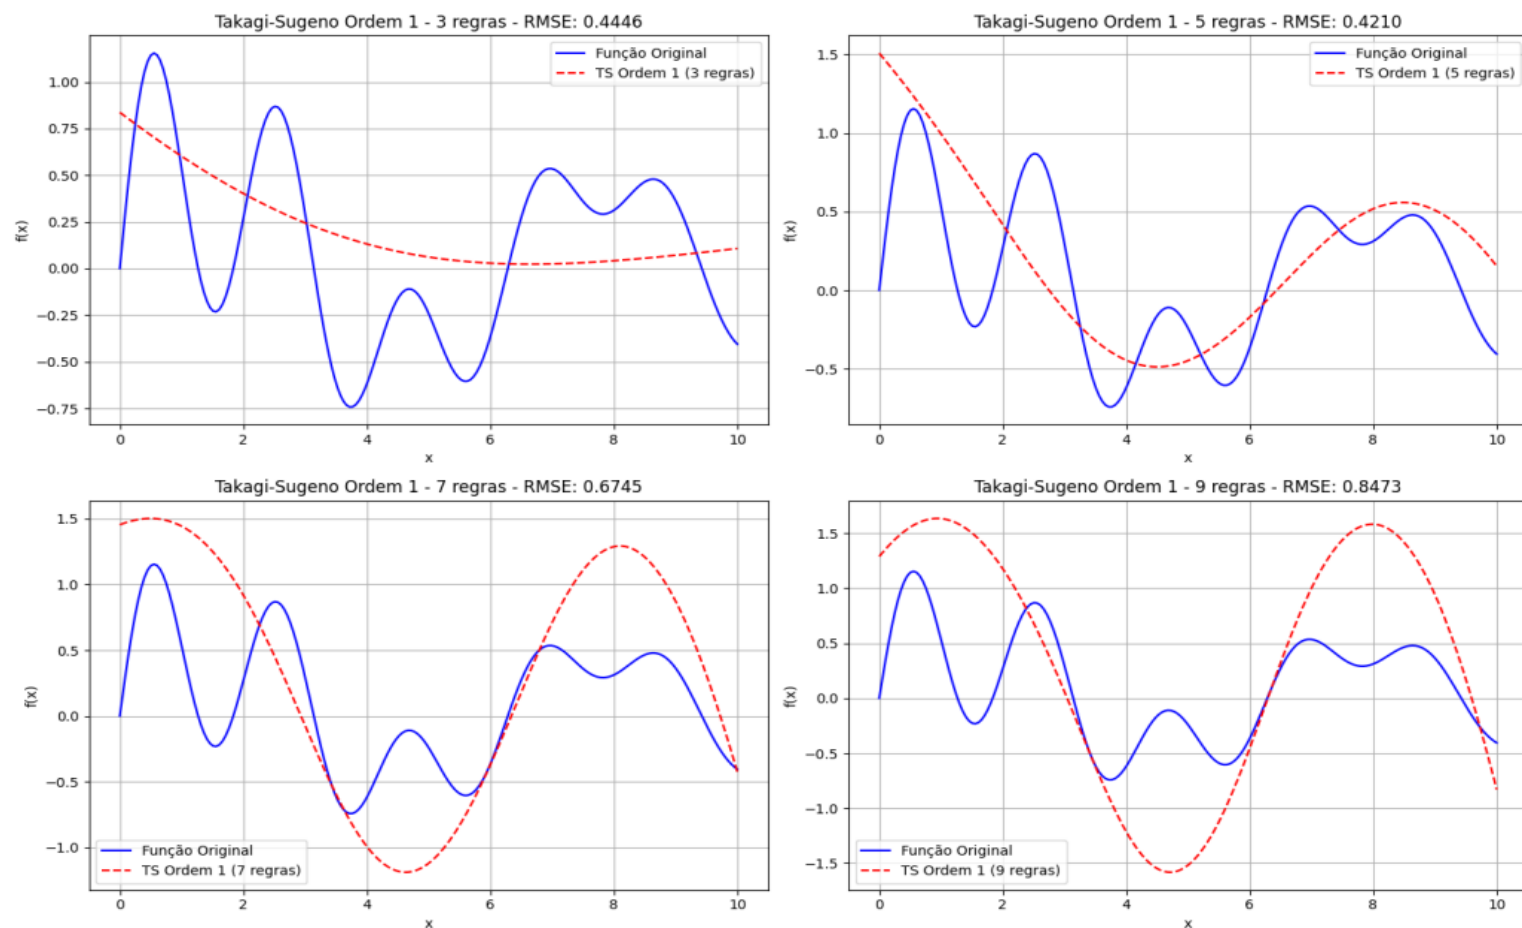 Takagi-Sugeno Ordem 1 - 3 regras - RMSE: 0.4446
Função Original
TS Ordem 1 (3 regras)
f(x)
1.00
0.75
0.50
0.25
0.00
−0.25
−0.50
−0.75
0 2 4 6 8 10
x
Takagi-Sugeno Ordem 1 - 5 regras - RMSE: 0.4210
Função Original
TS Ordem 1 (5 regras)
f(x)
1.5
1.0
0.5
0.0
−0.5
0 2 4 6 8 10
x
Takagi-Sugeno Ordem 1 - 7 regras - RMSE: 0.6745
f(x)
1.5
1.0
0.5
0.0
−0.5
−1.0
Função Original
TS Ordem 1 (7 regras)
0 2 4 6 8 10
x
Takagi-Sugeno Ordem 1 - 9 regras - RMSE: 0.8473
f(x)
1.5
1.0
0.5
0.0
−0.5
−1.0
−1.5
Função Original
TS Ordem 1 (9 regras)
0 2 4 6 8 10
x